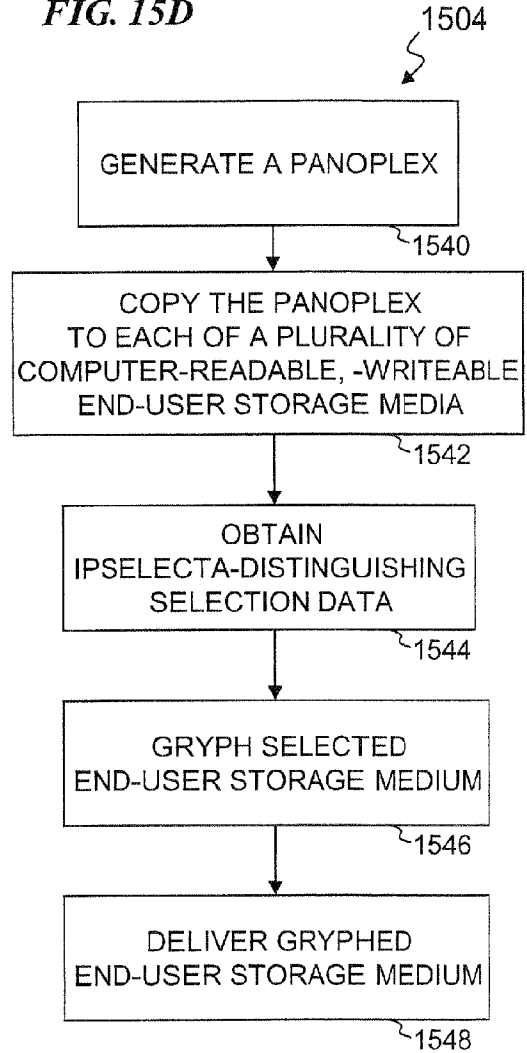 FIG. 15D
1504
GENERATE A PANOPLEX
1540
COPY THE PANOPLEX
TO EACH OF A PLURALITY OF
COMPUTER-READABLE, -WRITEABLE
END-USER STORAGE MEDIA
1542
OBTAIN
IPSELECTA-DISTINGUISHING
SELECTION DATA
1544
GRYPH SELECTED
END-USER STORAGE MEDIUM
1546
DELIVER GRYPHED
END-USER STORAGE MEDIUM
1548